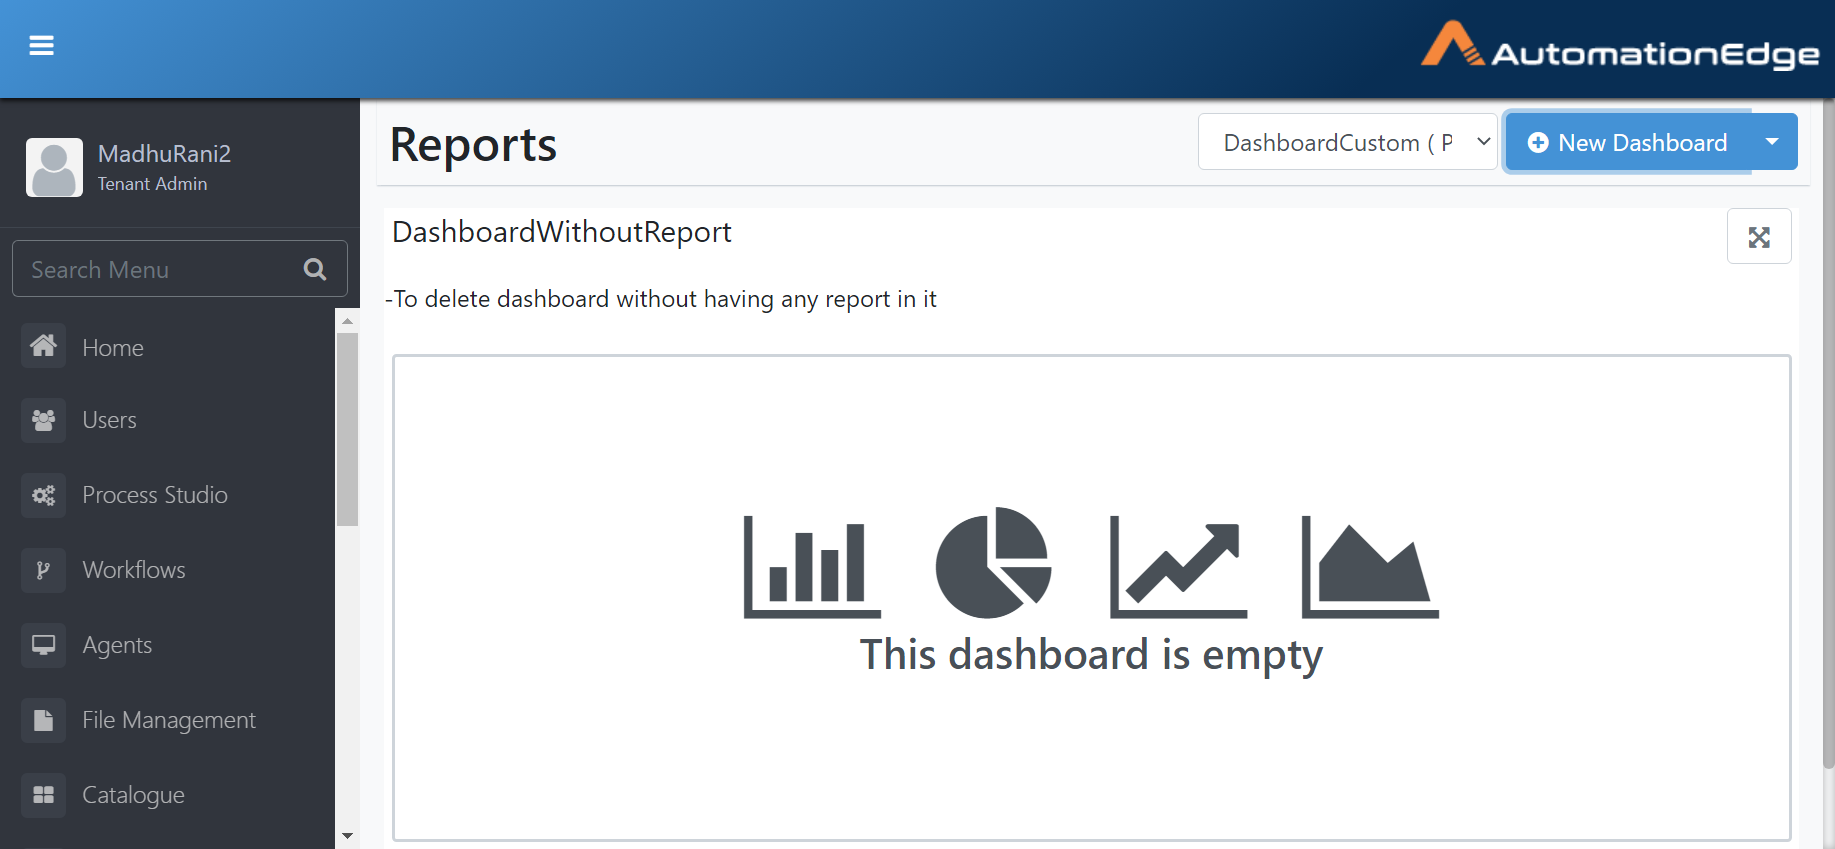 AutomationEdge
MadhuRani2
Tenant Admin
Search Menu
Home
Users
Process Studio
Workflows
Agents
File Management
Catalogue
Reports
DashboardCustom ( P
New Dashboard
DashboardWithoutReport
-To delete dashboard without having any report in it
This dashboard is empty